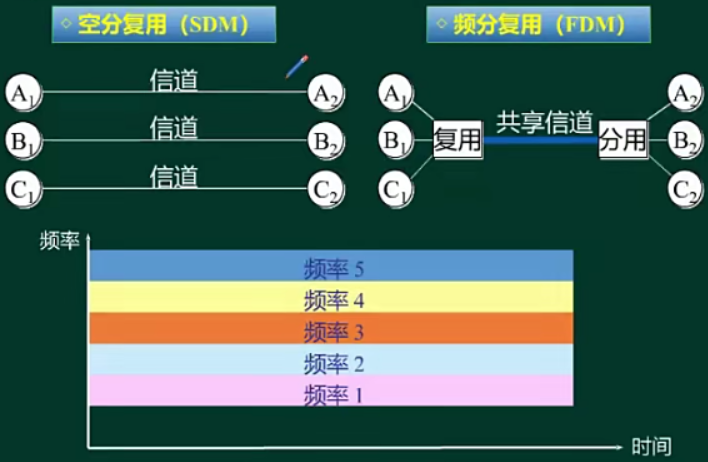 ◇ 空分复用（SDM）
A1 信道 A2
B1 信道 B2
C1 信道 C2
◇ 频分复用（FDM）
A1 A2
B1 复用 共享信道 分用 B2
C1 C2
频率
频率 5
频率 4
频率 3
频率 2
频率 1
时间